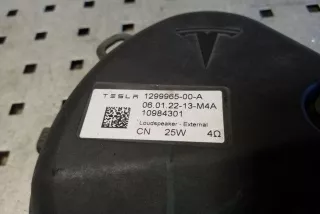 TESLA 1299965-00-A
06.01.22-13-M4A
10984301
Loudspeaker - External
CN 25W 4Ω